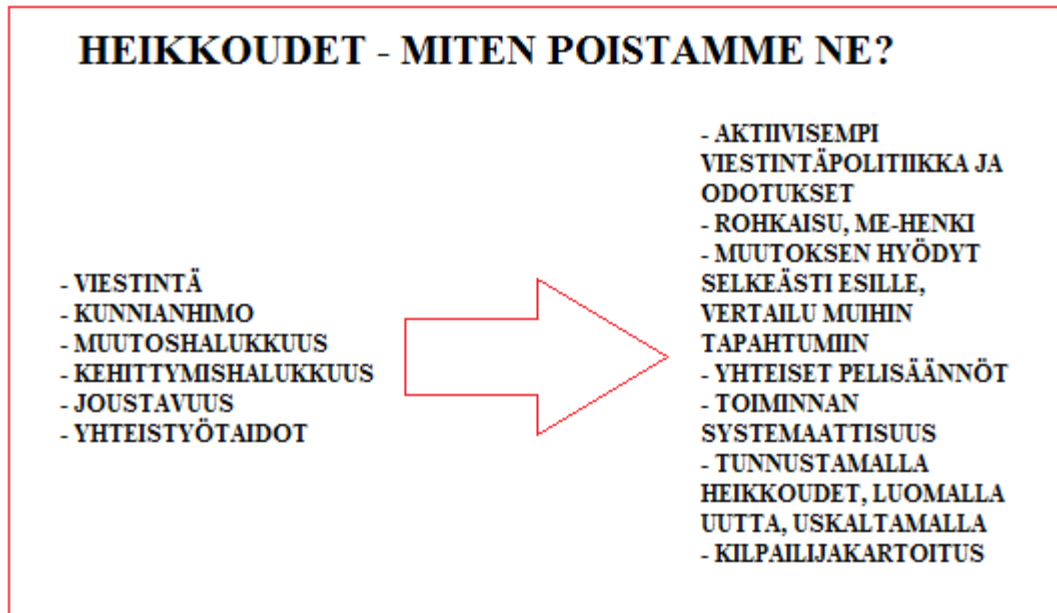 HEIKKOUDET - MITEN POISTAMME NE?
- VIESTINTÄ
- KUNNIANHIMO
- MUUTOSHALUKKUUS
- KEHITTYMISHALUKKUUS
- JOUSTAVUUS
- YHTEISTYÖTAIDOT
- AKTIIVISEMPI
VIESTINTÄPOLITIIKKA JA
ODOTUKSET
- ROHKAISU, ME-HENKI
- MUUTOKSEN HYÖDYT
SELKEÄSTI ESILLE,
VERTAILU MUIHIN
TAPAHTUMIIN
- YHTEISET PELISÄÄNNÖT
- TOIMINNAN
SYSTEMAATTISUUS
- TUNNUSTAMALLA
HEIKKOUDET, LUOMALLA
UUTTA, USKALTAMALLA
- KILPAILIJAKARTOITUS